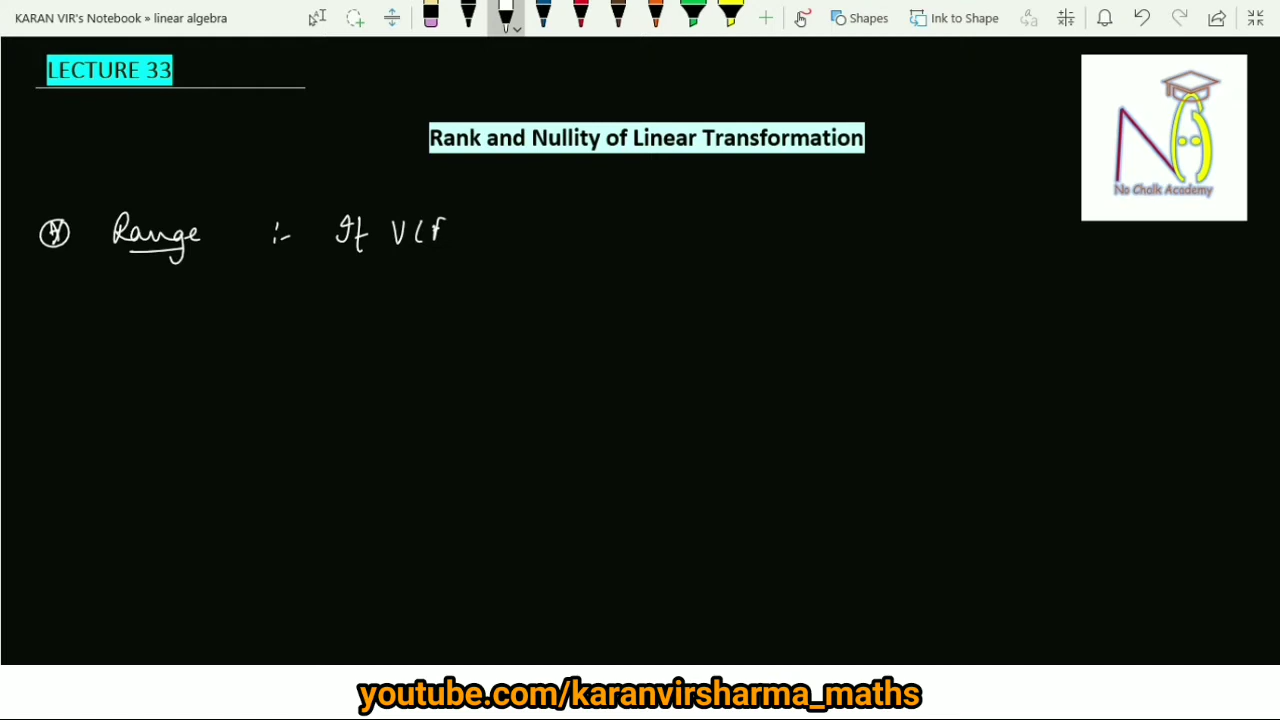 KARAN VIR's Notebook » linear algebra
Shapes
Ink to Shape
LECTURE 33
Rank and Nullity of Linear Transformation
No Chalk Academy
Range :- If V(F
youtube.com/karanvirsharma_maths